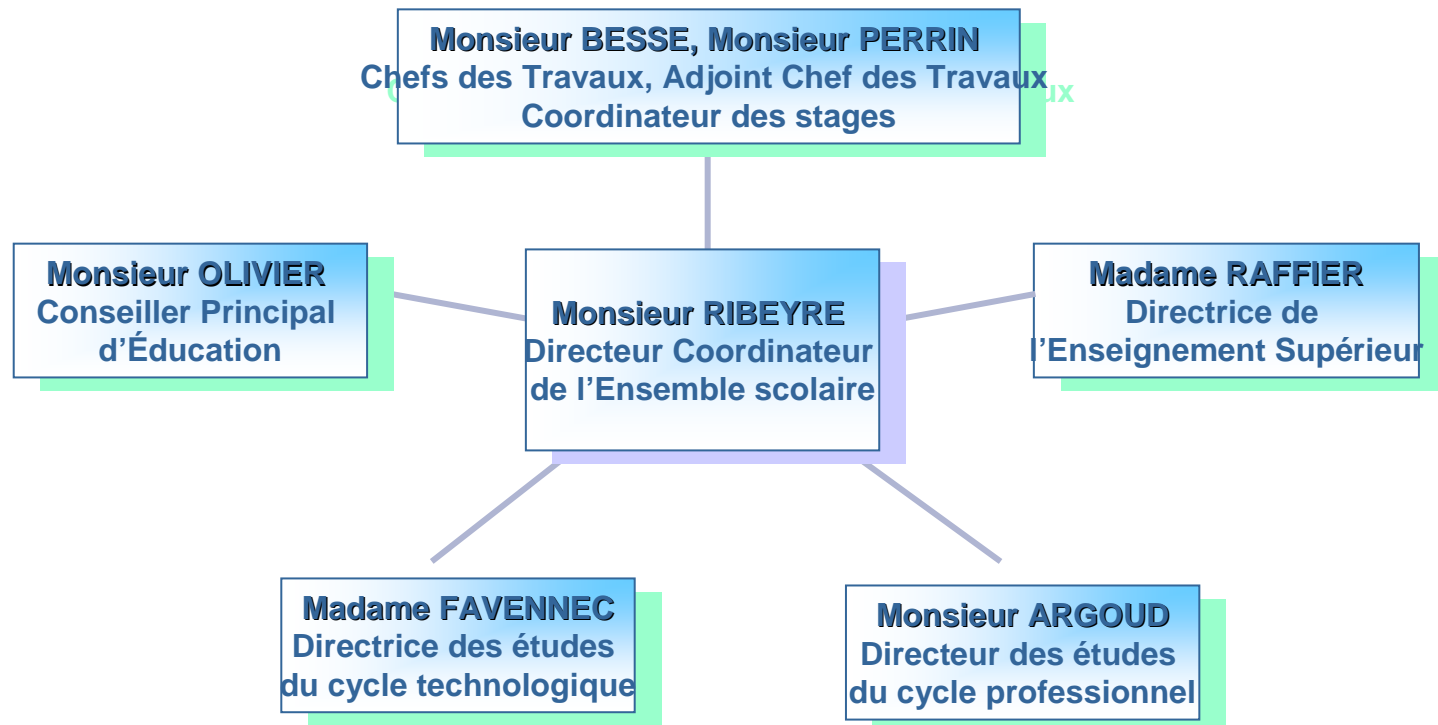 Monsieur BESSE, Monsieur PERRIN
Chefs des Travaux, Adjoint Chef des Travaux
Coordinateur des stages
Monsieur OLIVIER
Conseiller Principal
d’Éducation
Monsieur RIBEYRE
Directeur Coordinateur
de l’Ensemble scolaire
Madame RAFFIER
Directrice de
l’Enseignement Supérieur
Madame FAVENNEC
Directrice des études
du cycle technologique
Monsieur ARGOUD
Directeur des études
du cycle professionnel